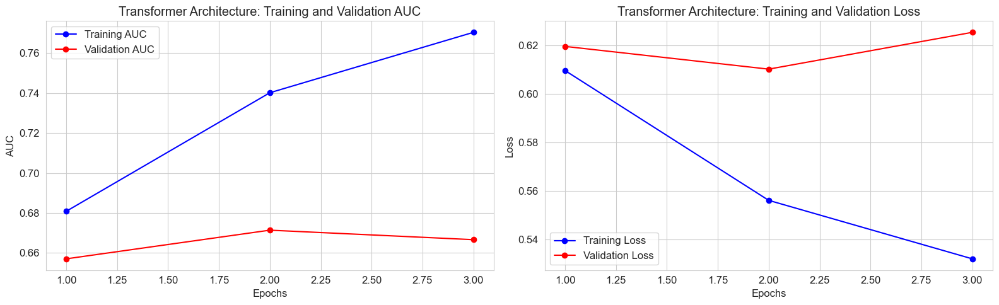 Transformer Architecture: Training and Validation AUC
Training AUC
Validation AUC
0.76
0.74
0.72
0.70
0.68
0.66
AUC
1.00 1.25 1.50 1.75 2.00 2.25 2.50 2.75 3.00
Epochs
Transformer Architecture: Training and Validation Loss
0.62
0.60
0.58
0.56
0.54
Loss
Training Loss
Validation Loss
1.00 1.25 1.50 1.75 2.00 2.25 2.50 2.75 3.00
Epochs